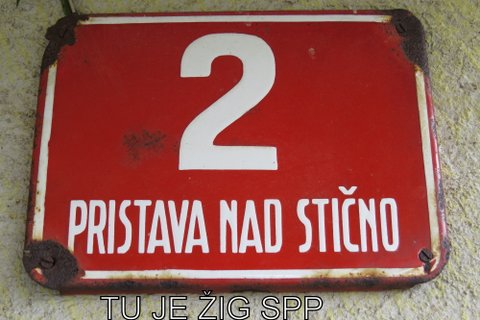 2
PRISTAVA NAD STIČNO
TU JE ŽIG SPP